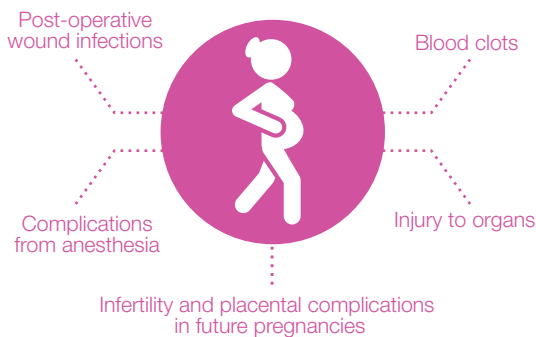 Post-operative
wound infections
Blood clots
Complications
from anesthesia
Injury to organs
Infertility and placental complications
in future pregnancies